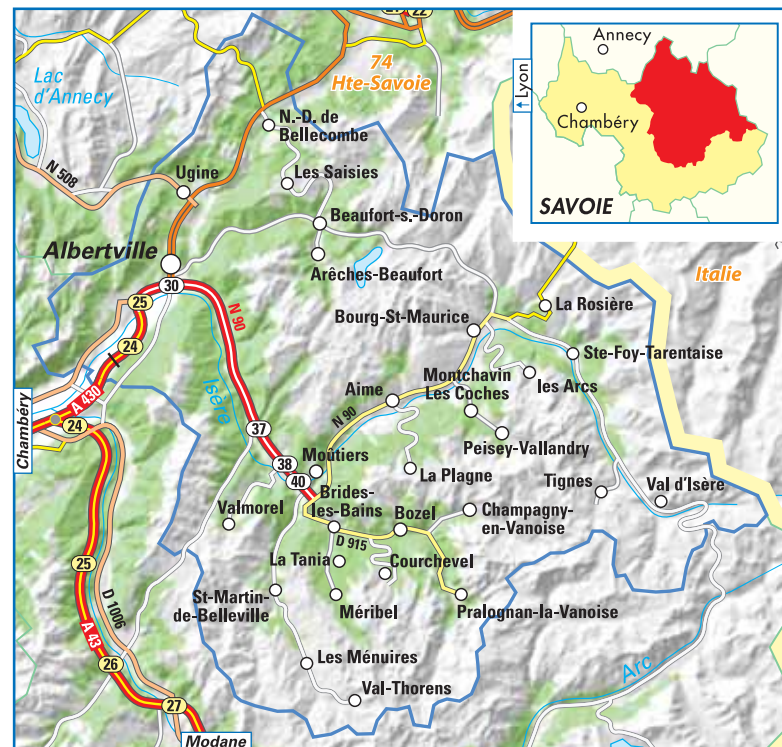 21
22
Lac
d'Annecy
74
Hte-Savoie
N.-D. de
Bellecombe
N 508
Ugine
Les Saisies
Beaufort-s.-Doron
Albertville
Arêches-Beaufort
30
25
N 90
24
La Rosière
Bourg-St-Maurice
Italie
Ste-Foy-Tarentaise
Montchavin
Les Coches
les Arcs
Aime
N 90
Isère
Chambéry
A 430
24
37
Peisey-Vallandry
38
Moûtiers
40
La Plagne
Tignes
Val d'Isère
Brides-
les-Bains
Valmorel
Bozel
Champagny-
en-Vanoise
D 915
La Tania
Courchevel
25
D 1006
St-Martin-
de-Belleville
Méribel
Pralognan-la-Vanoise
A 43
26
Les Ménuires
Arc
27
Val-Thorens
Modane
Annecy
Lyon
Chambéry
SAVOIE